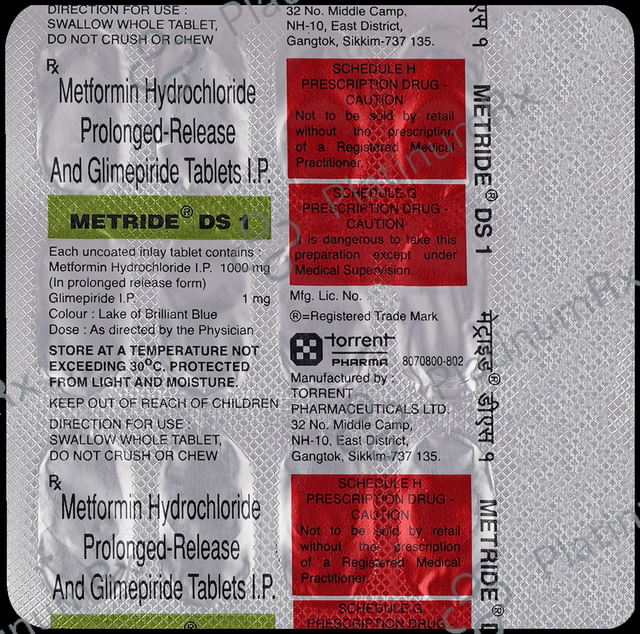 DIRECTION FOR USE :
SWALLOW WHOLE TABLET,
DO NOT CRUSH OR CHEW
Rx
Metformin Hydrochloride
Prolonged-Release
And Glimepiride Tablets I.P.
METRIDE® DS 1
Each uncoated inlay tablet contains :
Metformin Hydrochloride I.P. 1000 mg
(In prolonged release form)
Glimepiride I.P. 1 mg
Colour : Lake of Brilliant Blue
Dose : As directed by the Physician
STORE AT A TEMPERATURE NOT
EXCEEDING 30°C. PROTECTED
FROM LIGHT AND MOISTURE.
KEEP OUT OF REACH OF CHILDREN
DIRECTION FOR USE :
SWALLOW WHOLE TABLET,
DO NOT CRUSH OR CHEW
Rx
Metformin Hydrochloride
Prolonged-Release
And Glimepiride Tablets I.P.
®
32 No. Middle Camp,
NH-10, East District,
Gangtok, Sikkim-737 135.
SCHEDULE H
PRESCRIPTION DRUG -
CAUTION
Not to be sold by retail
without the prescription
of a Registered Medical
Practitioner.
SCHEDULE G
PRESCRIPTION DRUG -
CAUTION
It is dangerous to take this
preparation except under
Medical Supervision.
Mfg. Lic. No.
®=Registered Trade Mark
torrent
PHARMA 8070800-802
Manufactured by :
TORRENT
PHARMACEUTICALS LTD.
32 No. Middle Camp,
NH-10, East District,
Gangtok, Sikkim-737 135.
SCHEDULE H
PRESCRIPTION DRUG -
CAUTION
Not to be sold by retail
without the prescription
of a Registered Medical
Practitioner.
SCHEDULE G
PRESCRIPTION DRUG -
एस १
METRIDE® DS 1
मेट्राइड® डीएस १
METRIDE® D
PlatinumRx
PlatinumRx